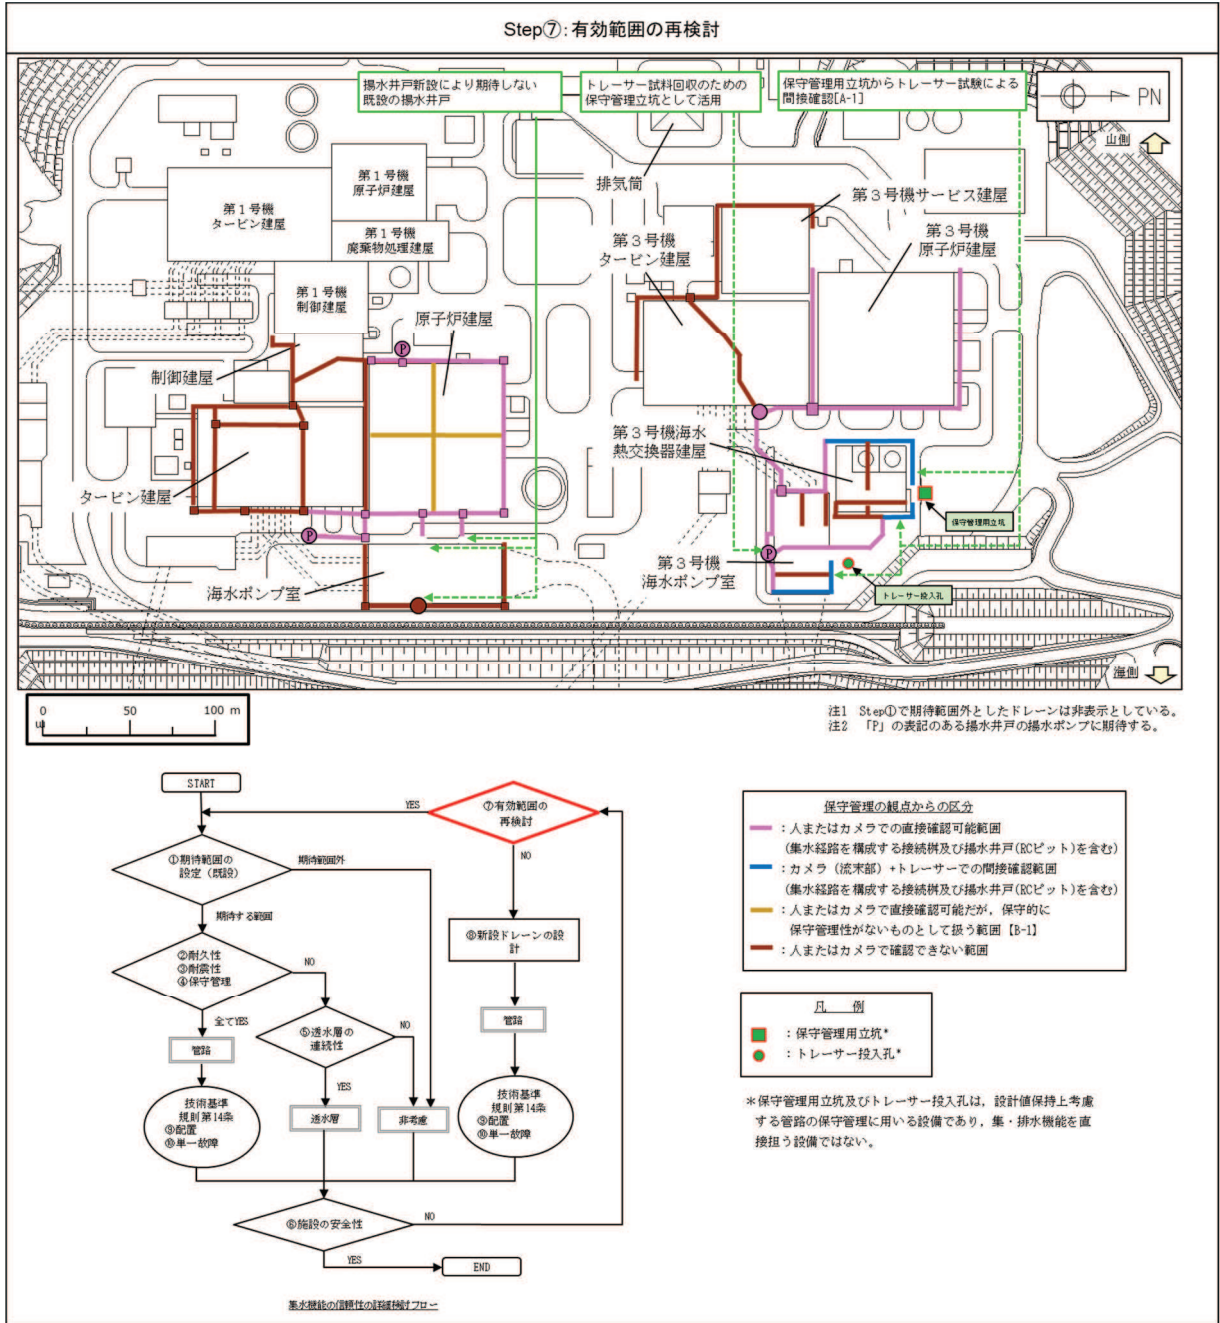 Step⑦：有効範囲の再検討
揚水井戸新設により期待しない
既設の揚水井戸
トレーサー試料回収のための
保守管理立坑として活用
保守管理用立坑からトレーサー試験による
間接確認[A-1]
PN
山側
排気筒
第1号機
原子炉建屋
第1号機
タービン建屋
第1号機
廃棄物処理建屋
第1号機
制御建屋
原子炉建屋
制御建屋
タービン建屋
海水ポンプ室
第3号機サービス建屋
第3号機
タービン建屋
第3号機
原子炉建屋
第3号機海水
熱交換器建屋
第3号機
海水ポンプ室
P
P
P
保守管理用立坑
トレーサー投入孔
海側
0 50 100 m
注1 Step①で期待範囲外としたドレーンは非表示としている。
注2 「P」の表記のある揚水井戸の揚水ポンプに期待する。
START
①期待範囲の
設定（既設）
期待範囲外
期待する範囲
②耐久性
③耐震性
④保守管理
NO
全てYES
管路
技術基準
規則第14条
⑨配置
⑩単一故障
⑤透水層の
連続性
NO
YES
透水層
非考慮
⑦有効範囲の
再検討
YES
NO
⑧新設ドレーンの設
計
管路
技術基準
規則第14条
⑨配置
⑩単一故障
⑥施設の安全性
NO
YES
END
集水機能の信頼性の詳細検討フロー
保守管理の観点からの区分
：人またはカメラでの直接確認可能範囲
(集水経路を構成する接続桝及び揚水井戸(RCピット)を含む)
：カメラ（流末部）+トレーサーでの間接確認範囲
(集水経路を構成する接続桝及び揚水井戸(RCピット)を含む)
：人またはカメラで直接確認可能だが，保守的に
保守管理性がないものとして扱う範囲【B-1】
：人またはカメラで確認できない範囲
凡 例
：保守管理用立坑*
：トレーサー投入孔*
＊保守管理用立坑及びトレーサー投入孔は，設計値保持上考慮
する管路の保守管理に用いる設備であり，集・排水機能を直
接担う設備ではない。